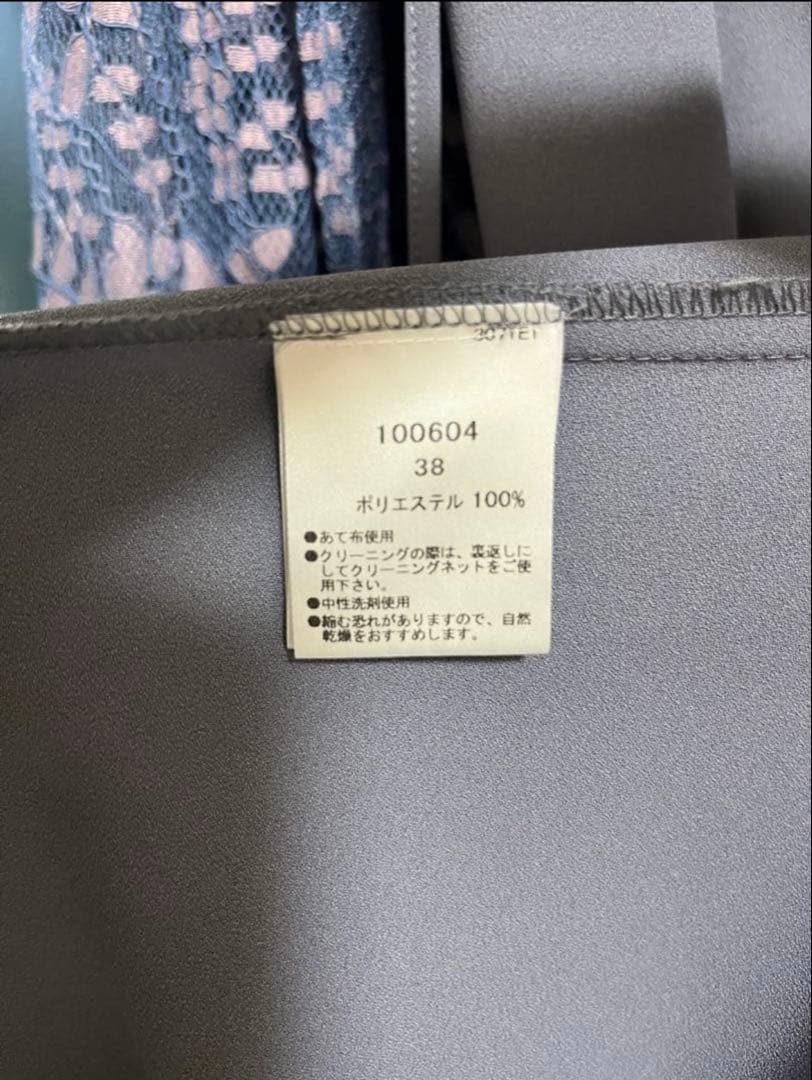 100604
38
ポリエステル 100%
●あて布使用
●クリーニングの際は、裏返しに
してクリーニングネットをご使
用下さい。
●中性洗剤使用
●縮む恐れがありますので、自然
乾燥をおすすめします。